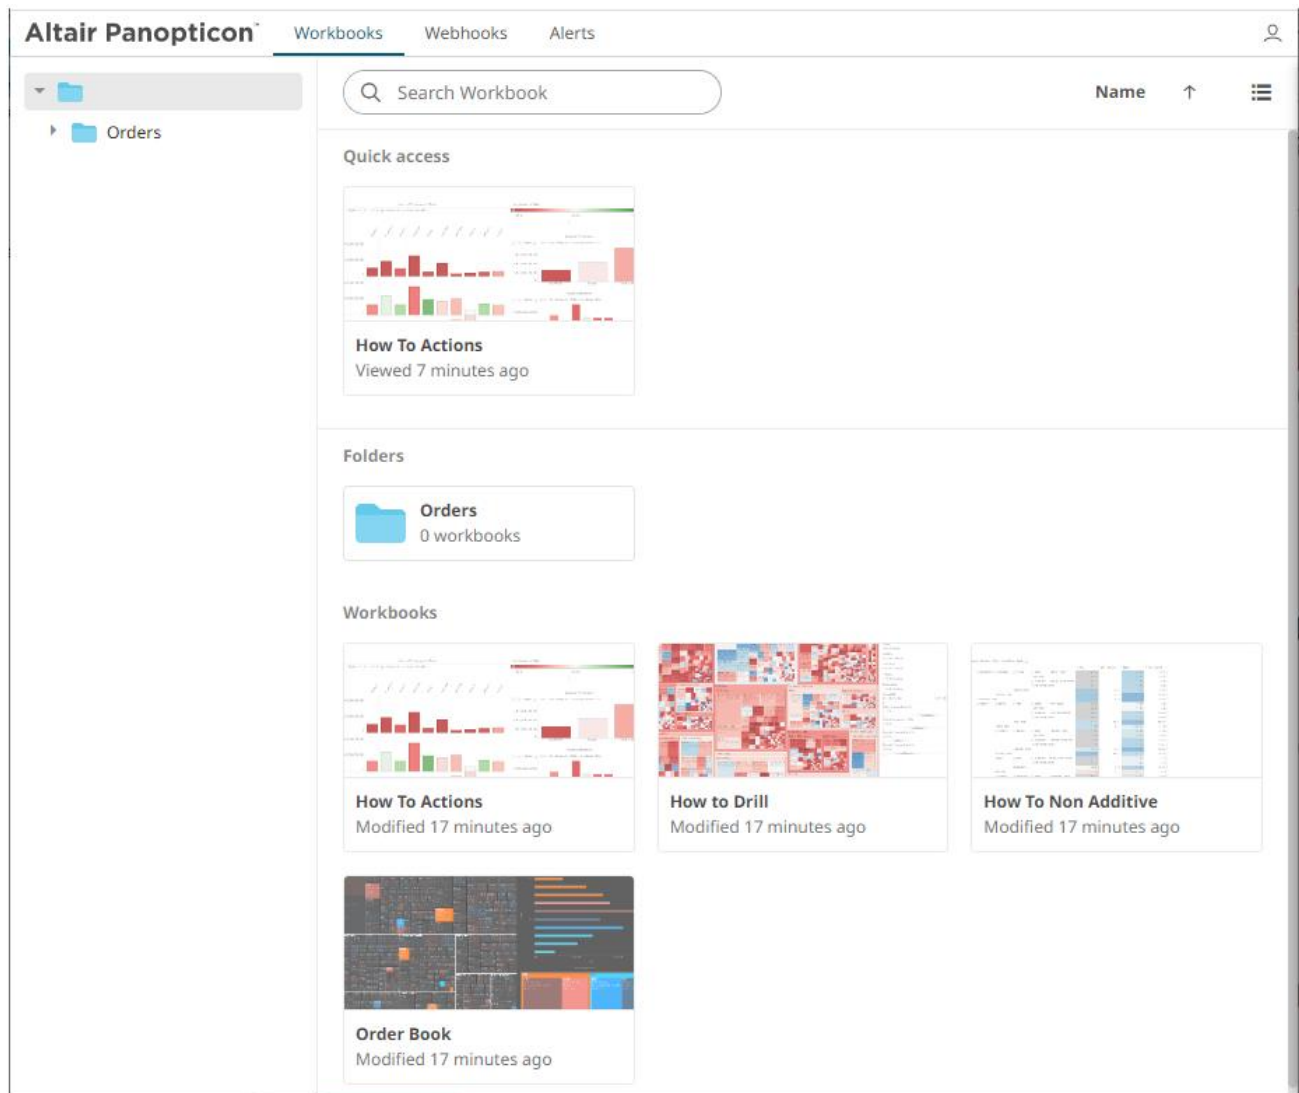 Altair Panopticon™
Workbooks
Webhooks
Alerts
Orders
Search Workbook
Name
Quick access
How To Actions
Viewed 7 minutes ago
Folders
Orders
0 workbooks
Workbooks
How To Actions
Modified 17 minutes ago
How to Drill
Modified 17 minutes ago
How To Non Additive
Modified 17 minutes ago
Order Book
Modified 17 minutes ago